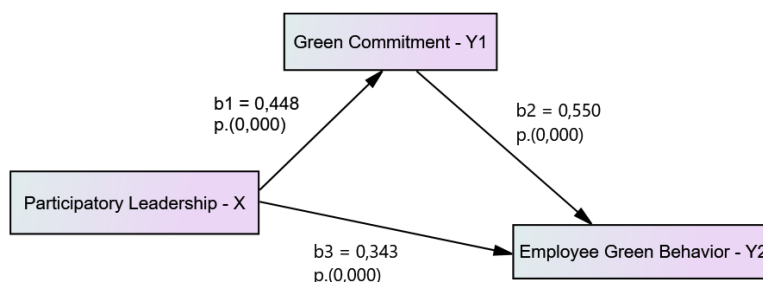 Green Commitment - Y1
b1 = 0,448
p.(0,000)
b2 = 0,550
p.(0,000)
Participatory Leadership - X
Employee Green Behavior - Y2
b3 = 0,343
p.(0,000)